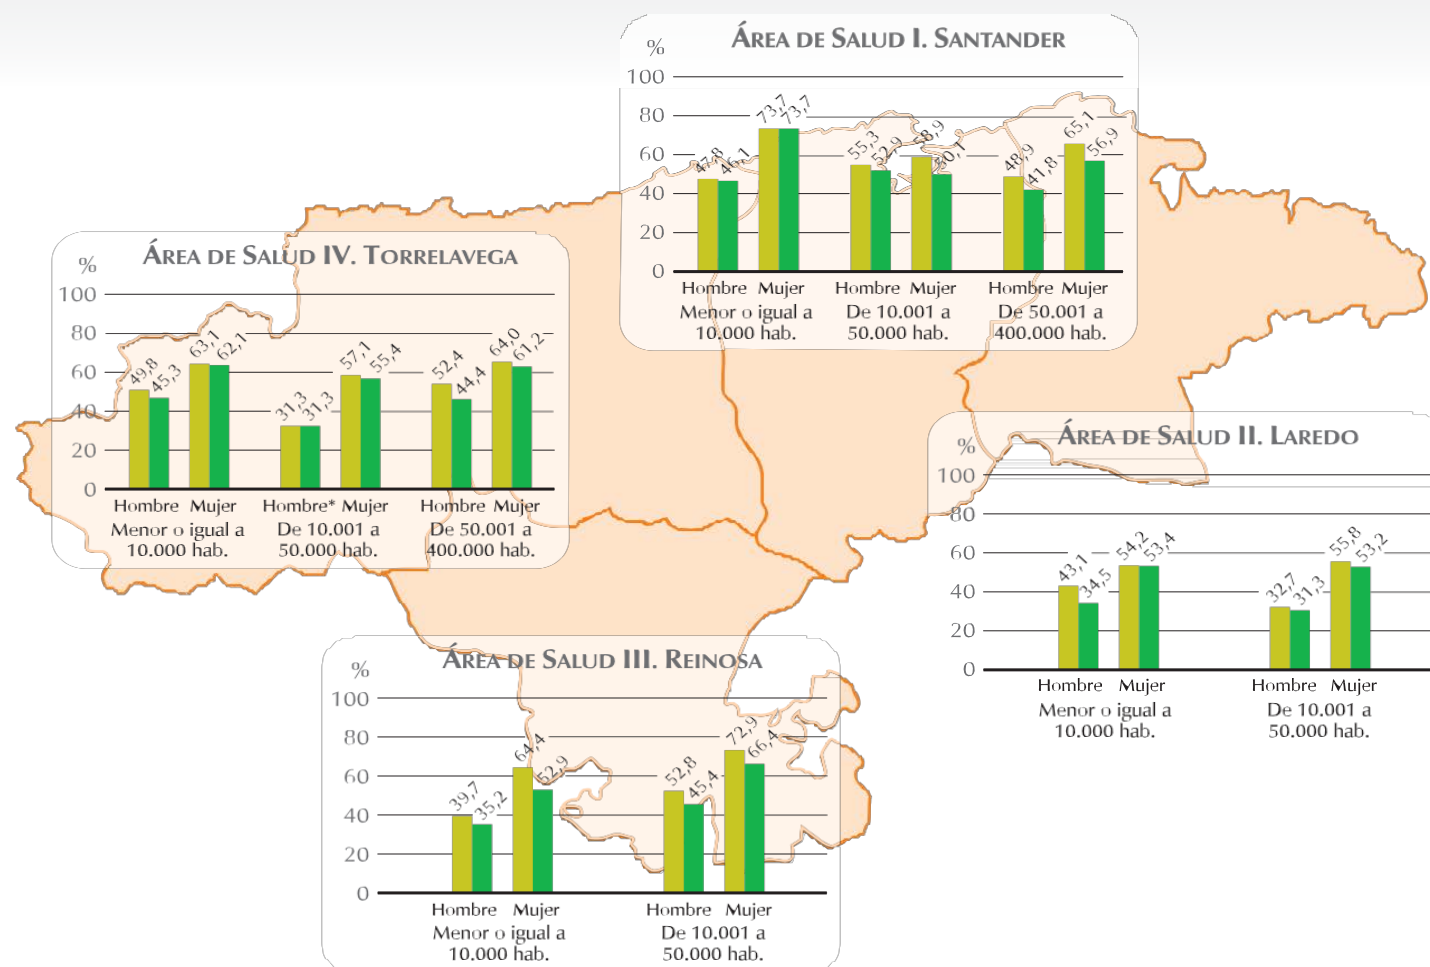 ÁREA DE SALUD I. SANTANDER
%
100
80
60
40
20
0
47,8 46,1 73,7 73,7 55,3 52,9 58,9 50,1 48,9 41,8 65,1 56,9
Hombre Mujer Hombre Mujer Hombre Mujer
Menor o igual a De 10.001 a De 50.001 a
10.000 hab. 50.000 hab. 400.000 hab.
ÁREA DE SALUD IV. TORRELAVEGA
%
100
80
60
40
20
0
49,8 45,3 63,1 62,1 31,3 31,3 57,1 55,4 52,4 44,4 64,0 61,2
Hombre Mujer Hombre* Mujer Hombre Mujer
Menor o igual a De 10.001 a De 50.001 a
10.000 hab. 50.000 hab. 400.000 hab.
ÁREA DE SALUD II. LAREDO
%
100
80
60
40
20
0
43,1 34,5 54,2 53,4 32,7 31,3 55,8 53,2
Hombre Mujer Hombre Mujer
Menor o igual a De 10.001 a
10.000 hab. 50.000 hab.
ÁREA DE SALUD III. REINOSA
%
100
80
60
40
20
0
39,7 35,2 64,4 52,9 52,8 45,4 72,9 66,4
Hombre Mujer Hombre Mujer
Menor o igual a De 10.001 a
10.000 hab. 50.000 hab.